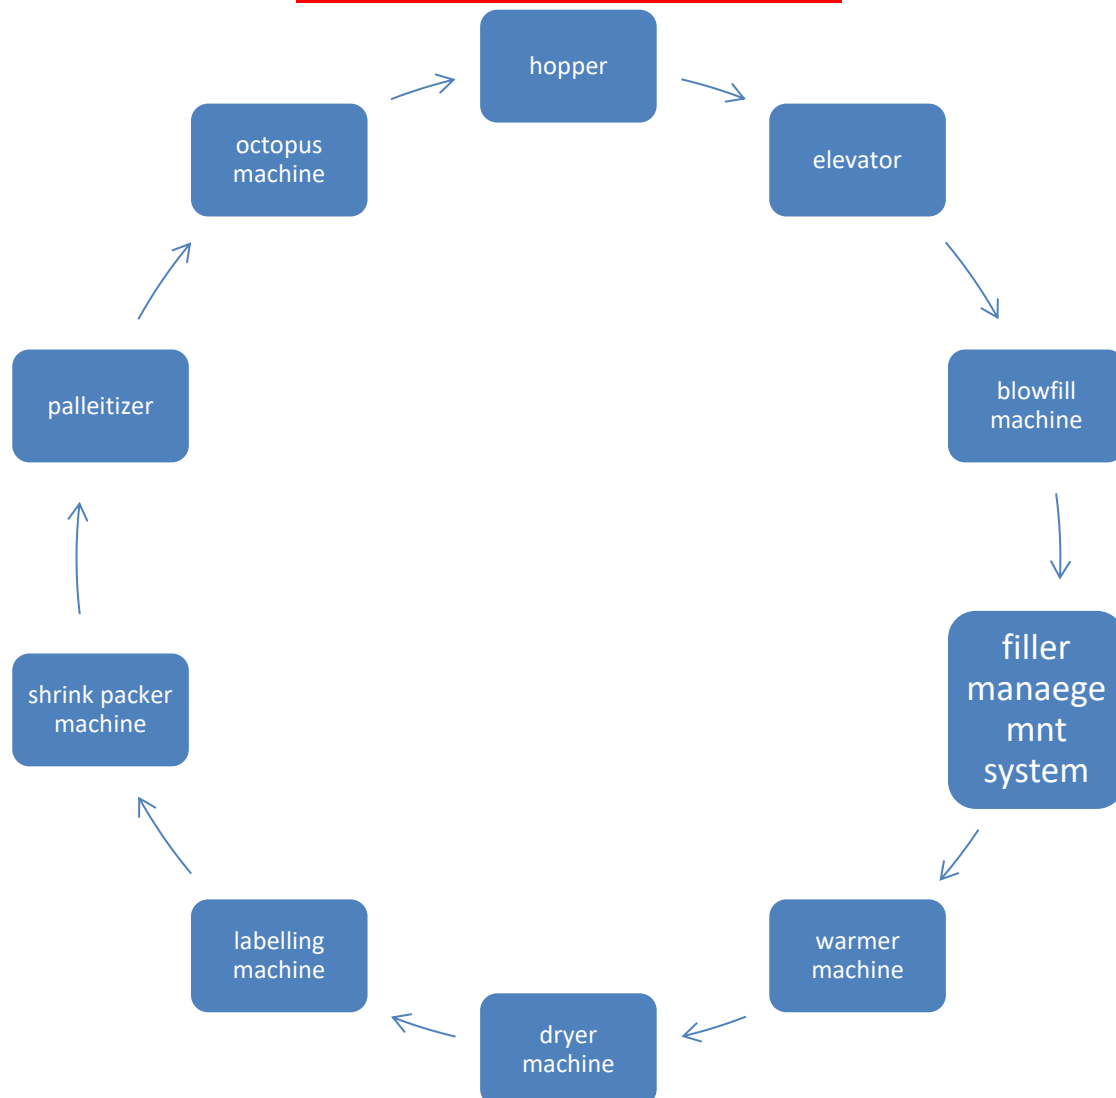 hopper
elevator
blowfill
machine
filler
manaege
mnt
system
warmer
machine
dryer
machine
labelling
machine
shrink packer
machine
palleitizer
octopus
machine